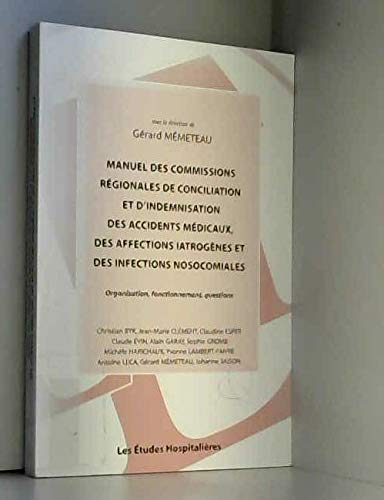 sous la direction de
Gérard MÉMETEAU
MANUEL DES COMMISSIONS
RÉGIONALES DE CONCILIATION
ET D'INDEMNISATION
DES ACCIDENTS MÉDICAUX,
DES AFFECTIONS IATROGÈNES ET
DES INFECTIONS NOSOCOMIALES
Organisation, fonctionnement, questions
Christian BYK, Jean-Marie CLÉMENT, Claudine ESPER
Claude EVIN, Alain GARAY, Sophie GROMB
Michèle HARICHAUX, Yvonne LAMBERT-FAIVRE
Antoine LECA, Gérard MÉMETEAU, Johanne SAISON
Les Études Hospitalières